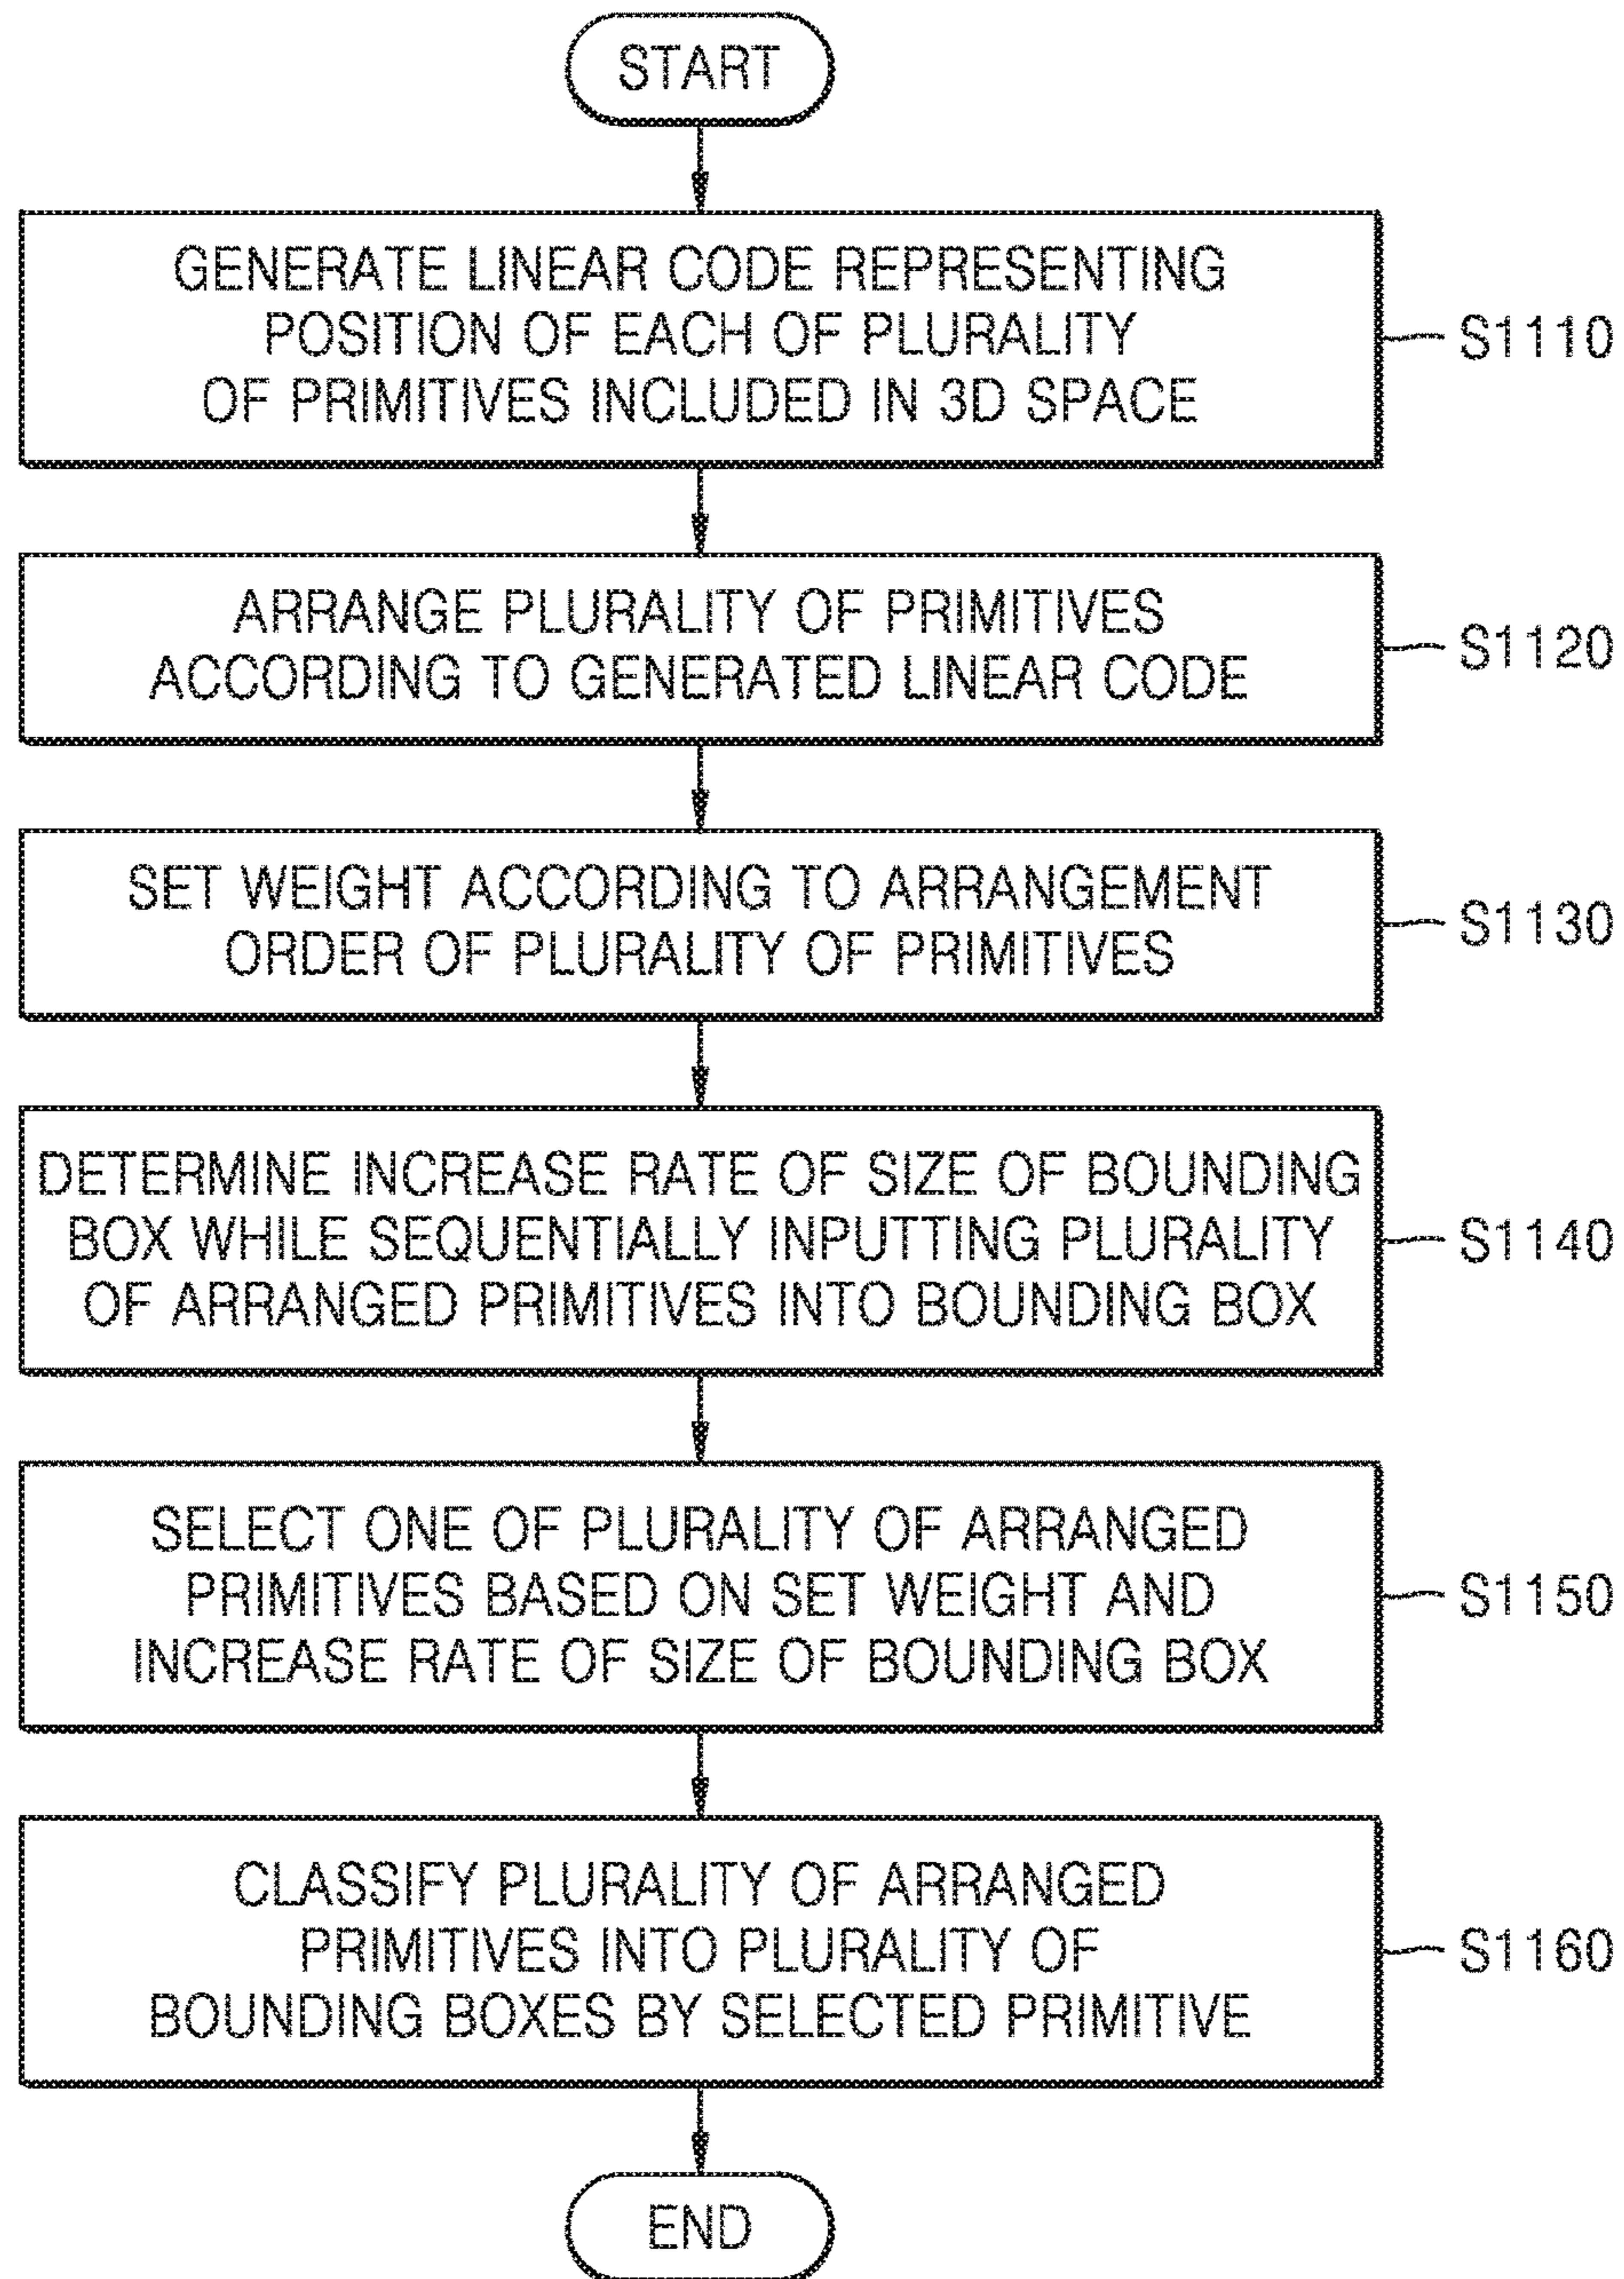 START
GENERATE LINEAR CODE REPRESENTING
POSITION OF EACH OF PLURALITY
OF PRIMITIVES INCLUDED IN 3D SPACE
S1110
ARRANGE PLURALITY OF PRIMITIVES
ACCORDING TO GENERATED LINEAR CODE
S1120
SET WEIGHT ACCORDING TO ARRANGEMENT
ORDER OF PLURALITY OF PRIMITIVES
S1130
DETERMINE INCREASE RATE OF SIZE OF BOUNDING
BOX WHILE SEQUENTIALLY INPUTTING PLURALITY
OF ARRANGED PRIMITIVES INTO BOUNDING BOX
S1140
SELECT ONE OF PLURALITY OF ARRANGED
PRIMITIVES BASED ON SET WEIGHT AND
INCREASE RATE OF SIZE OF BOUNDING BOX
S1150
CLASSIFY PLURALITY OF ARRANGED
PRIMITIVES INTO PLURALITY OF
BOUNDING BOXES BY SELECTED PRIMITIVE
S1160
END